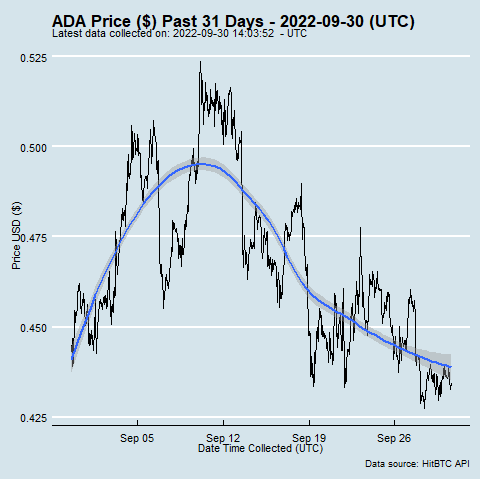 ADA Price ($) Past 31 Days - 2022-09-30 (UTC)
Latest data collected on: 2022-09-30 14:03:52 - UTC
0.525
0.500
0.475
0.450
0.425
Price USD ($)
Sep 05 Sep 12 Sep 19 Sep 26
Date Time Collected (UTC)
Data source: HitBTC API